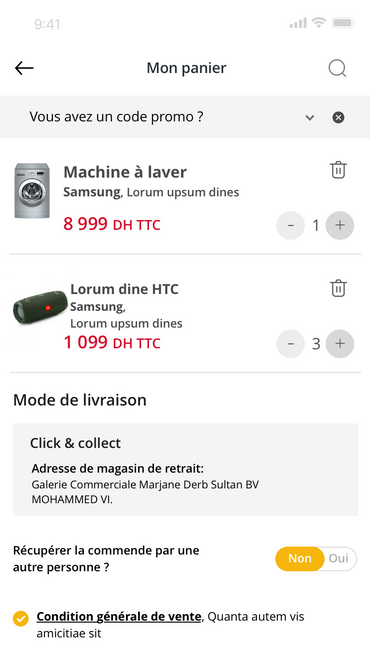 9:41
Mon panier
Vous avez un code promo ?
Machine à laver
Samsung, Lorum upsum dines
8 999 DH TTC
- 1 +
Lorum dine HTC
Samsung,
Lorum upsum dines
1 099 DH TTC
- 3 +
Mode de livraison
Click & collect
Adresse de magasin de retrait:
Galerie Commerciale Marjane Derb Sultan BV
MOHAMMED VI.
Récupérer la commende par une
autre personne ?
Non Oui
Condition générale de vente, Quanta autem vis
amicitiae sit